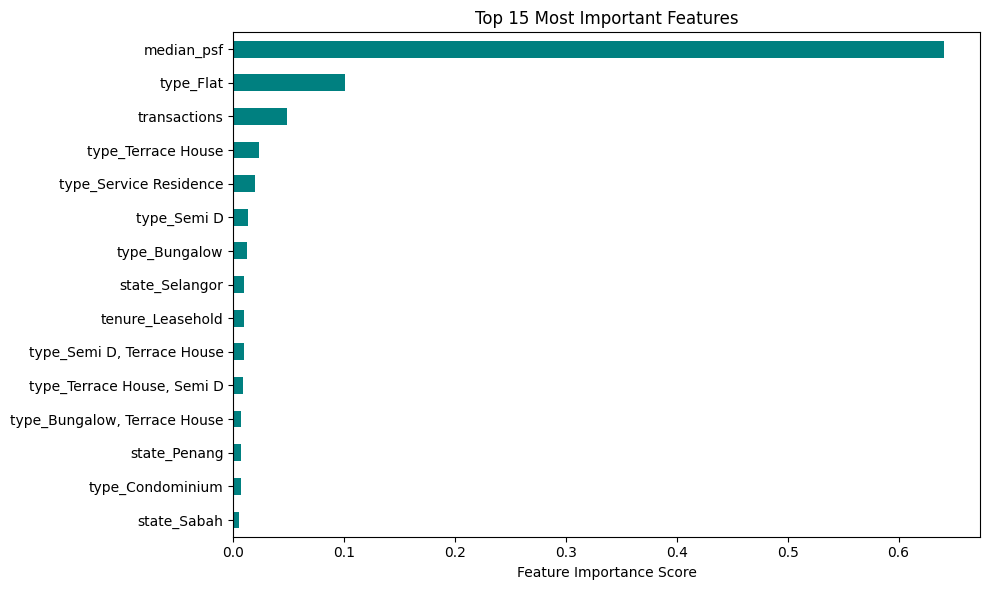 Top 15 Most Important Features
median_psf
type_Flat
transactions
type_Terrace House
type_Service Residence
type_Semi D
type_Bungalow
state_Selangor
tenure_Leasehold
type_Semi D, Terrace House
type_Terrace House, Semi D
type_Bungalow, Terrace House
state_Penang
type_Condominium
state_Sabah
0.0 0.1 0.2 0.3 0.4 0.5 0.6
Feature Importance Score